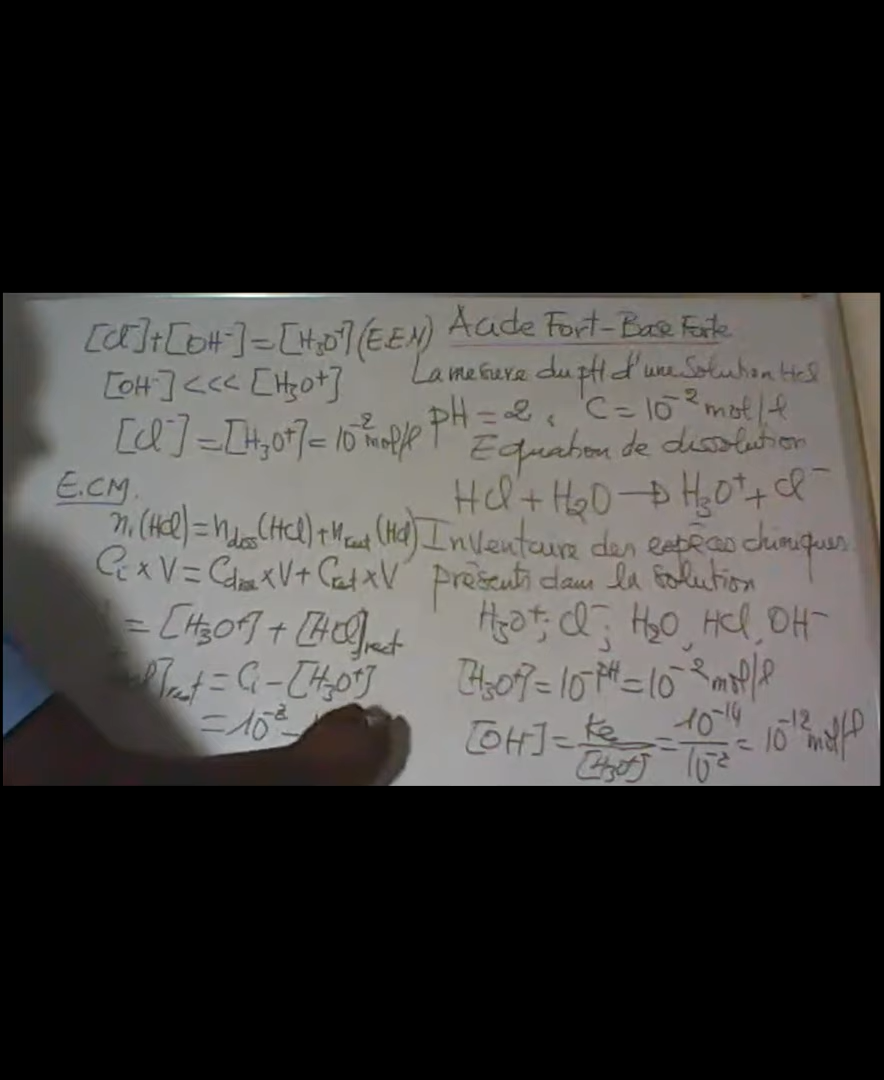 Acide Fort-Base Forte
La mesure du pH d'une solution HCl
pH = 2, C = 10⁻² mol/l
Equation de dissolution
HCl + H₂O → H₃O⁺ + Cl⁻
Inventaire des espèces chimiques
présents dans la solution
H₃O⁺; Cl⁻; H₂O, HCl, OH⁻
[H₃O⁺] = 10⁻ᵖᴴ = 10⁻² mol/l
[OH⁻] = Ke/[H₃O⁺] = 10⁻¹⁴/10⁻² = 10⁻¹² mol/l
[Cl⁻] + [OH⁻] = [H₃O⁺] (E.E.N)
[OH⁻] <<< [H₃O⁺]
[Cl⁻] = [H₃O⁺] = 10⁻² mol/l
E.C.M.
nᵢ(HCl) = n_diss(HCl) + n_rest(HCl)
Cᵢ × V = C_diss × V + C_rest × V
= [H₃O⁺] + [HCl]rest
]rest = Cᵢ - [H₃O⁺]
= 10⁻² -